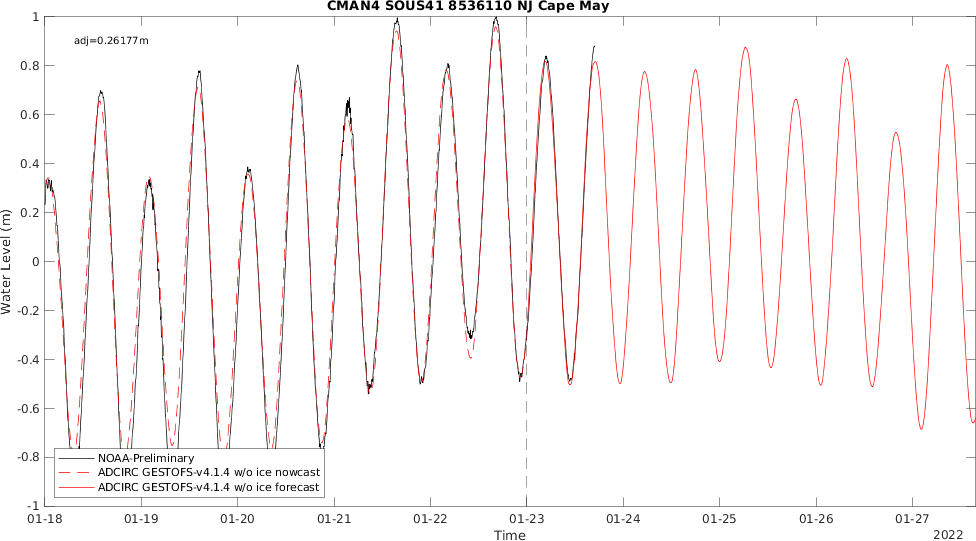 CMAN4 SOUS41 8536110 NJ Cape May
adj=0.26177m
Water Level (m)
1
0.8
0.6
0.4
0.2
0
-0.2
-0.4
-0.6
-0.8
-1
NOAA-Preliminary
ADCIRC GESTOFS-v4.1.4 w/o ice nowcast
ADCIRC GESTOFS-v4.1.4 w/o ice forecast
01-18 01-19 01-20 01-21 01-22 01-23 01-24 01-25 01-26 01-27
Time
2022